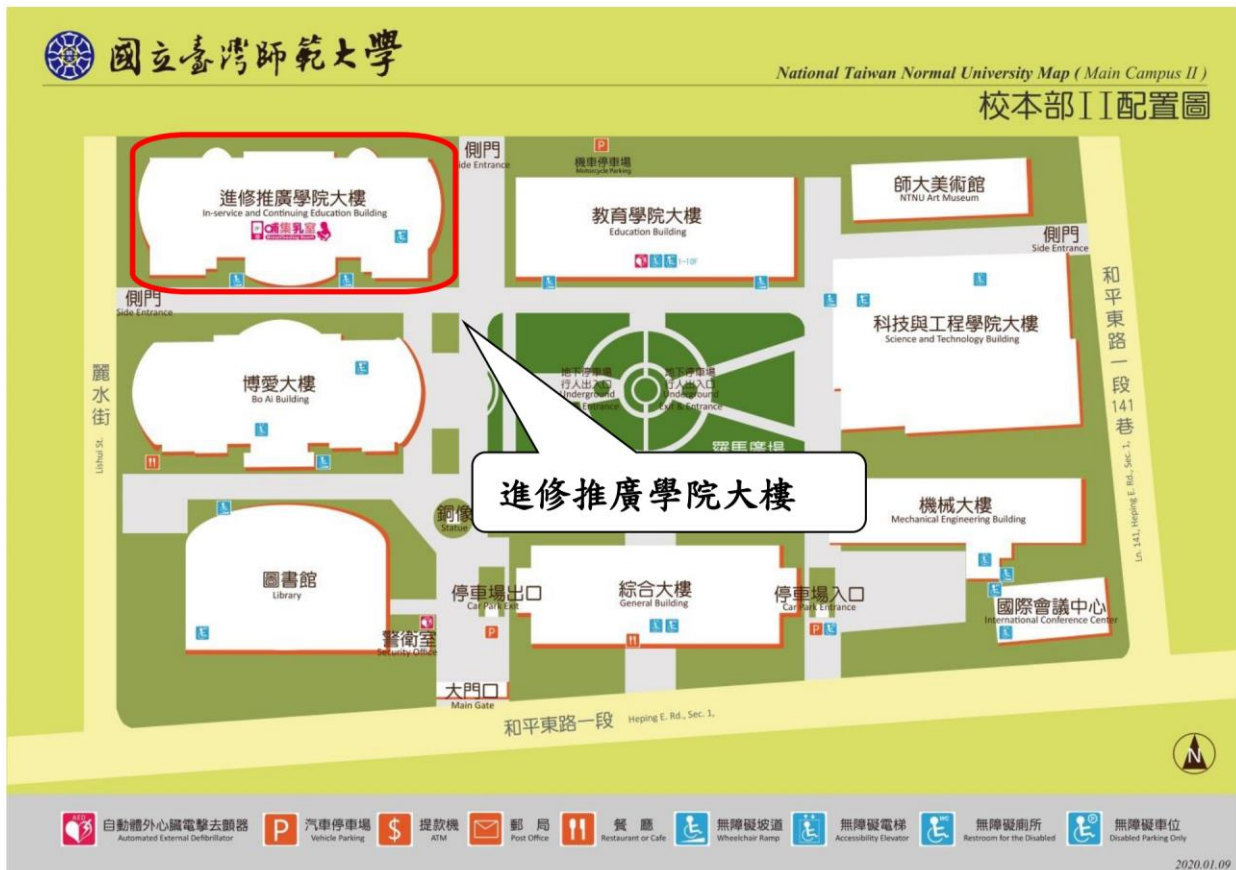 國立臺灣師範大學
National Taiwan Normal University Map ( Main Campus II )
校本部II配置圖
側門
Side Entrance
P
機車停車場
Motorcycle Parking
進修推廣學院大樓
In-service and Continuing Education Building
哺集乳室
教育學院大樓
Education Building
1-10F
師大美術館
NTNU Art Museum
側門
Side Entrance
側門
Side Entrance
科技與工程學院大樓
Science and Technology Building
和平東路一段141巷
Ln. 141, Heping E. Rd., Sec. 1,
麗水街
Lishui St.
博愛大樓
Bo Ai Building
地下停車場
行人出入口
Underground
Entrance
地下停車場
行人出入口
Underground
Exit & Entrance
羅馬廣場
進修推廣學院大樓
銅像
Statue
機械大樓
Mechanical Engineering Building
圖書館
Library
停車場出口
Car Park Exit
P
綜合大樓
General Building
停車場入口
Car Park Entrance
P
國際會議中心
International Conference Center
警衛室
Security Office
大門口
Main Gate
和平東路一段 Heping E. Rd., Sec. 1,
N
AED
自動體外心臟電擊去顫器
Automated External Defibrillator
P
汽車停車場
Vehicle Parking
$
提款機
ATM
郵 局
Post Office
餐 廳
Restaurant or Cafe
無障礙坡道
Wheelchair Ramp
無障礙電梯
Accessibility Elevator
WC
無障礙廁所
Restroom for the Disabled
P
無障礙車位
Disabled Parking Only
2020.01.09